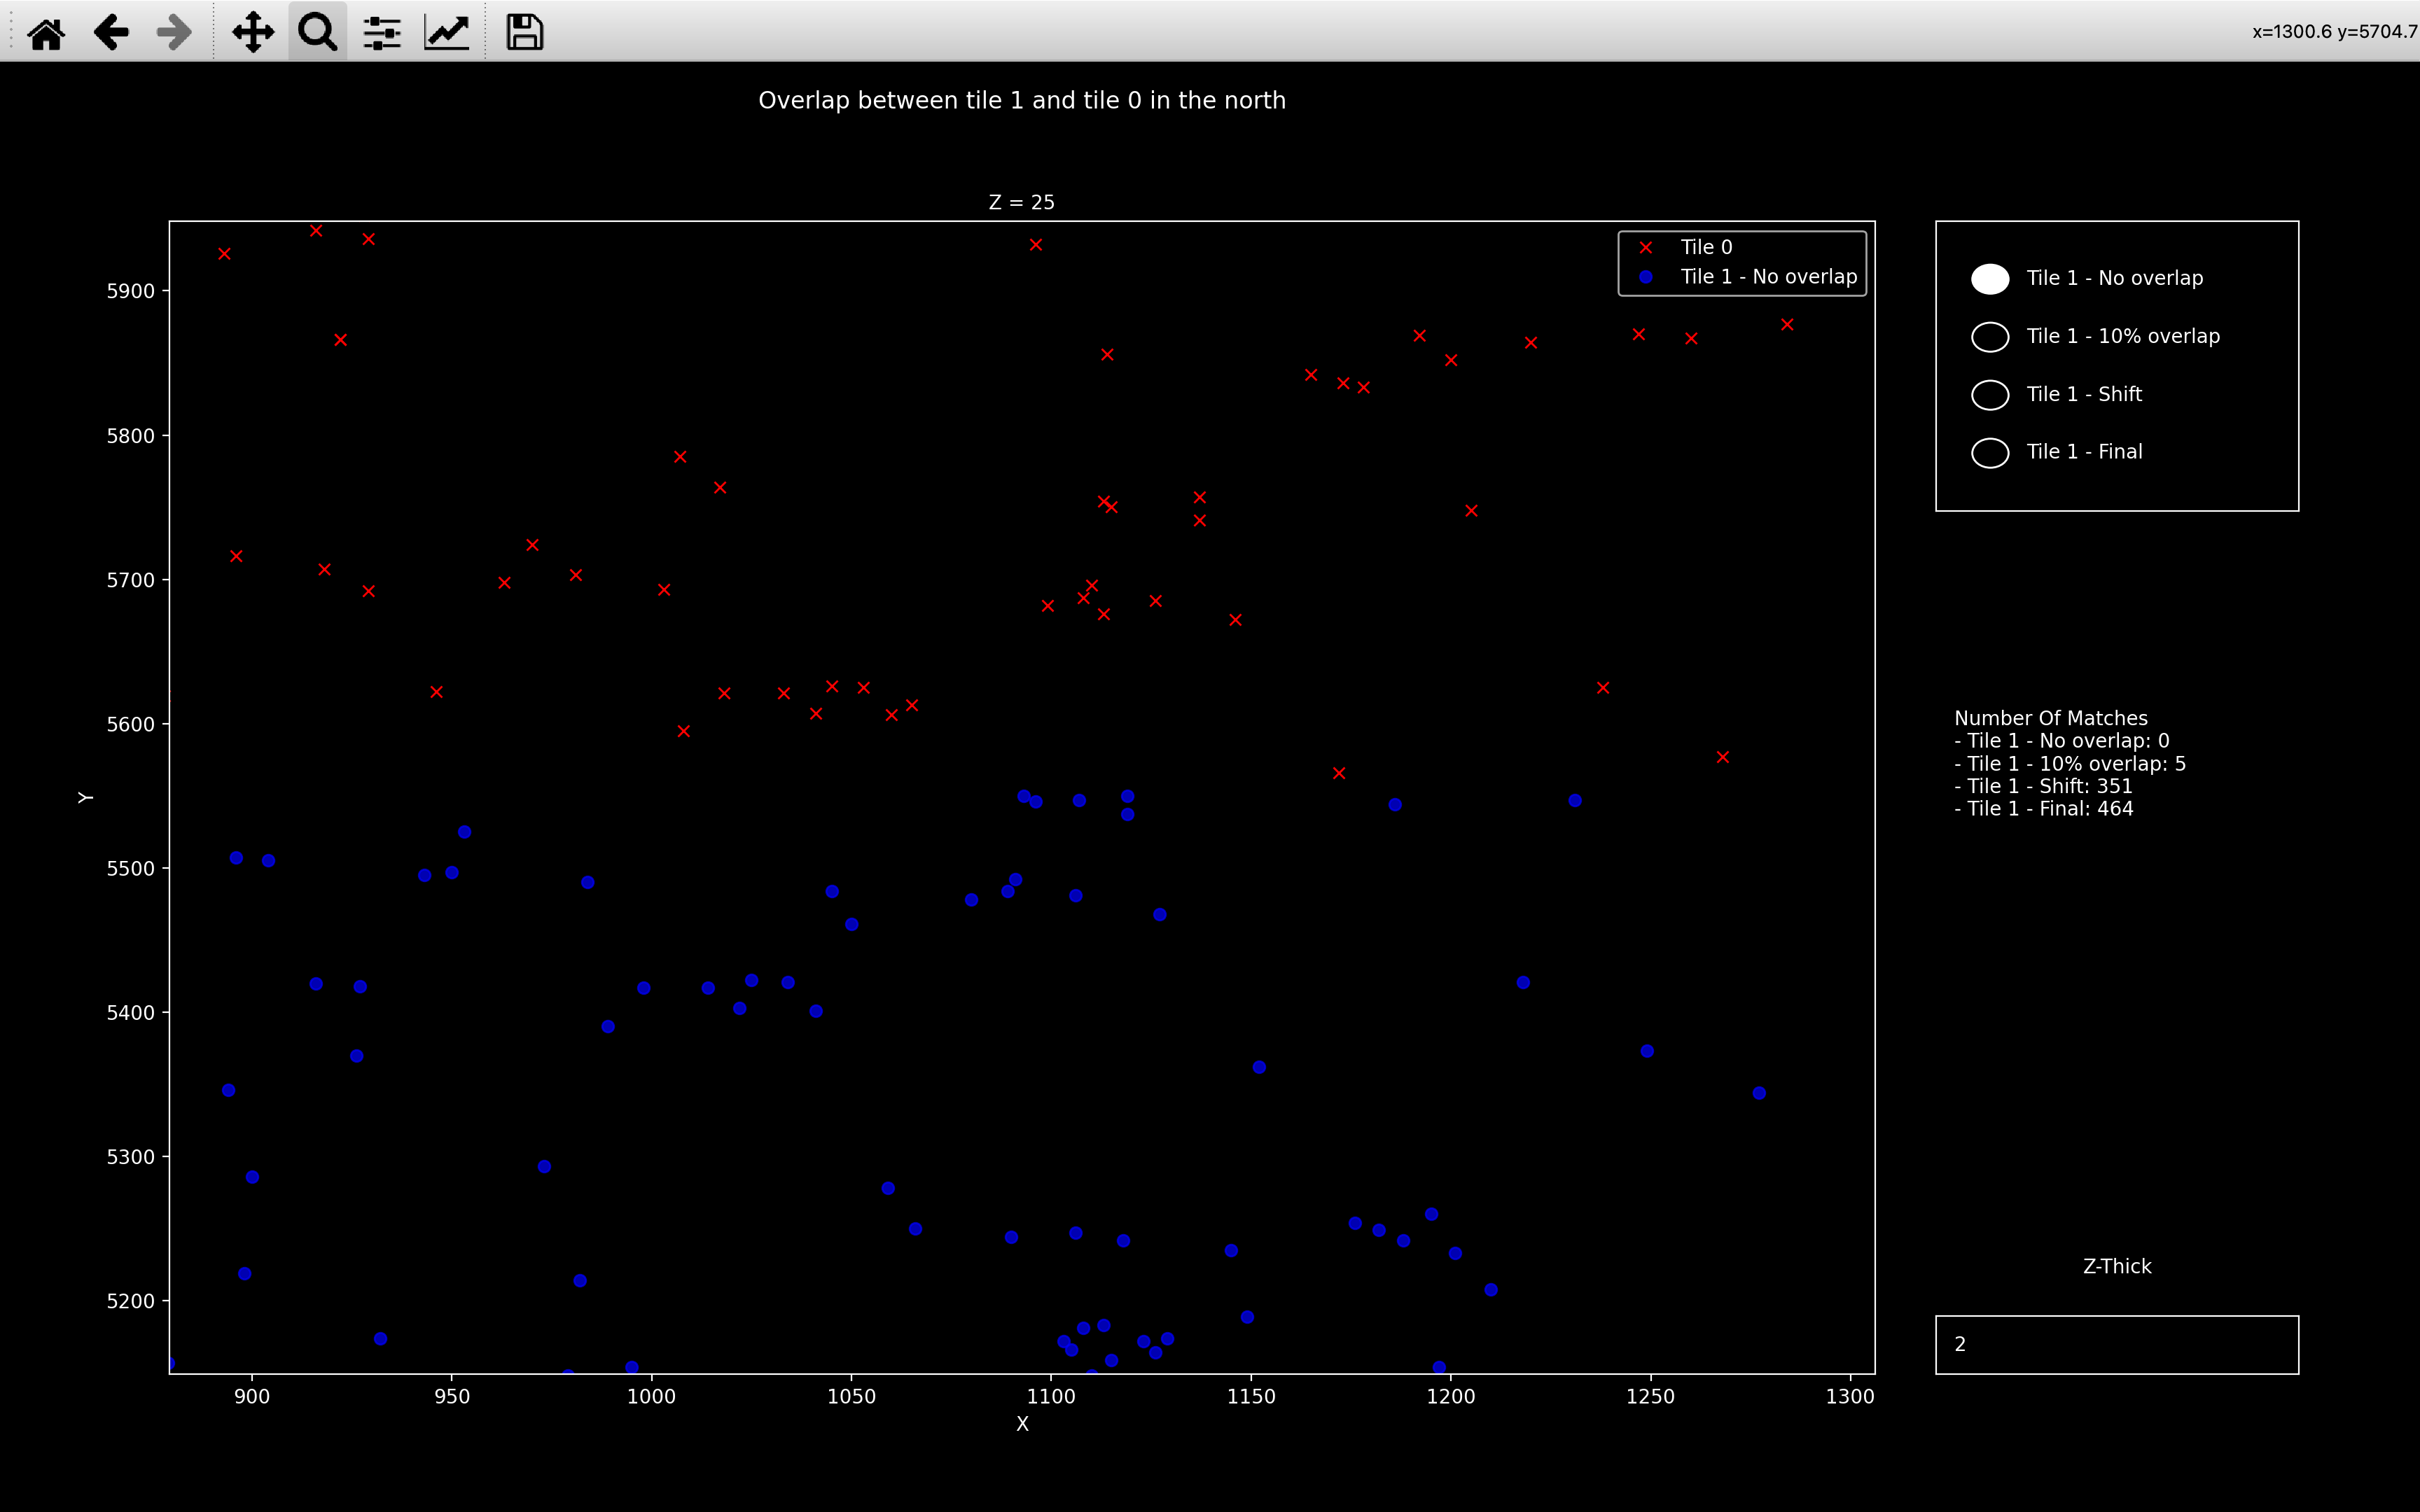 x=1300.6 y=5704.7
Overlap between tile 1 and tile 0 in the north
Z = 25
Tile 0
Tile 1 - No overlap
5900
5800
5700
5600
5500
5400
5300
5200
Y
900 950 1000 1050 1100 1150 1200 1250 1300
X
Tile 1 - No overlap
Tile 1 - 10% overlap
Tile 1 - Shift
Tile 1 - Final
Number Of Matches
- Tile 1 - No overlap: 0
- Tile 1 - 10% overlap: 5
- Tile 1 - Shift: 351
- Tile 1 - Final: 464
Z-Thick
2